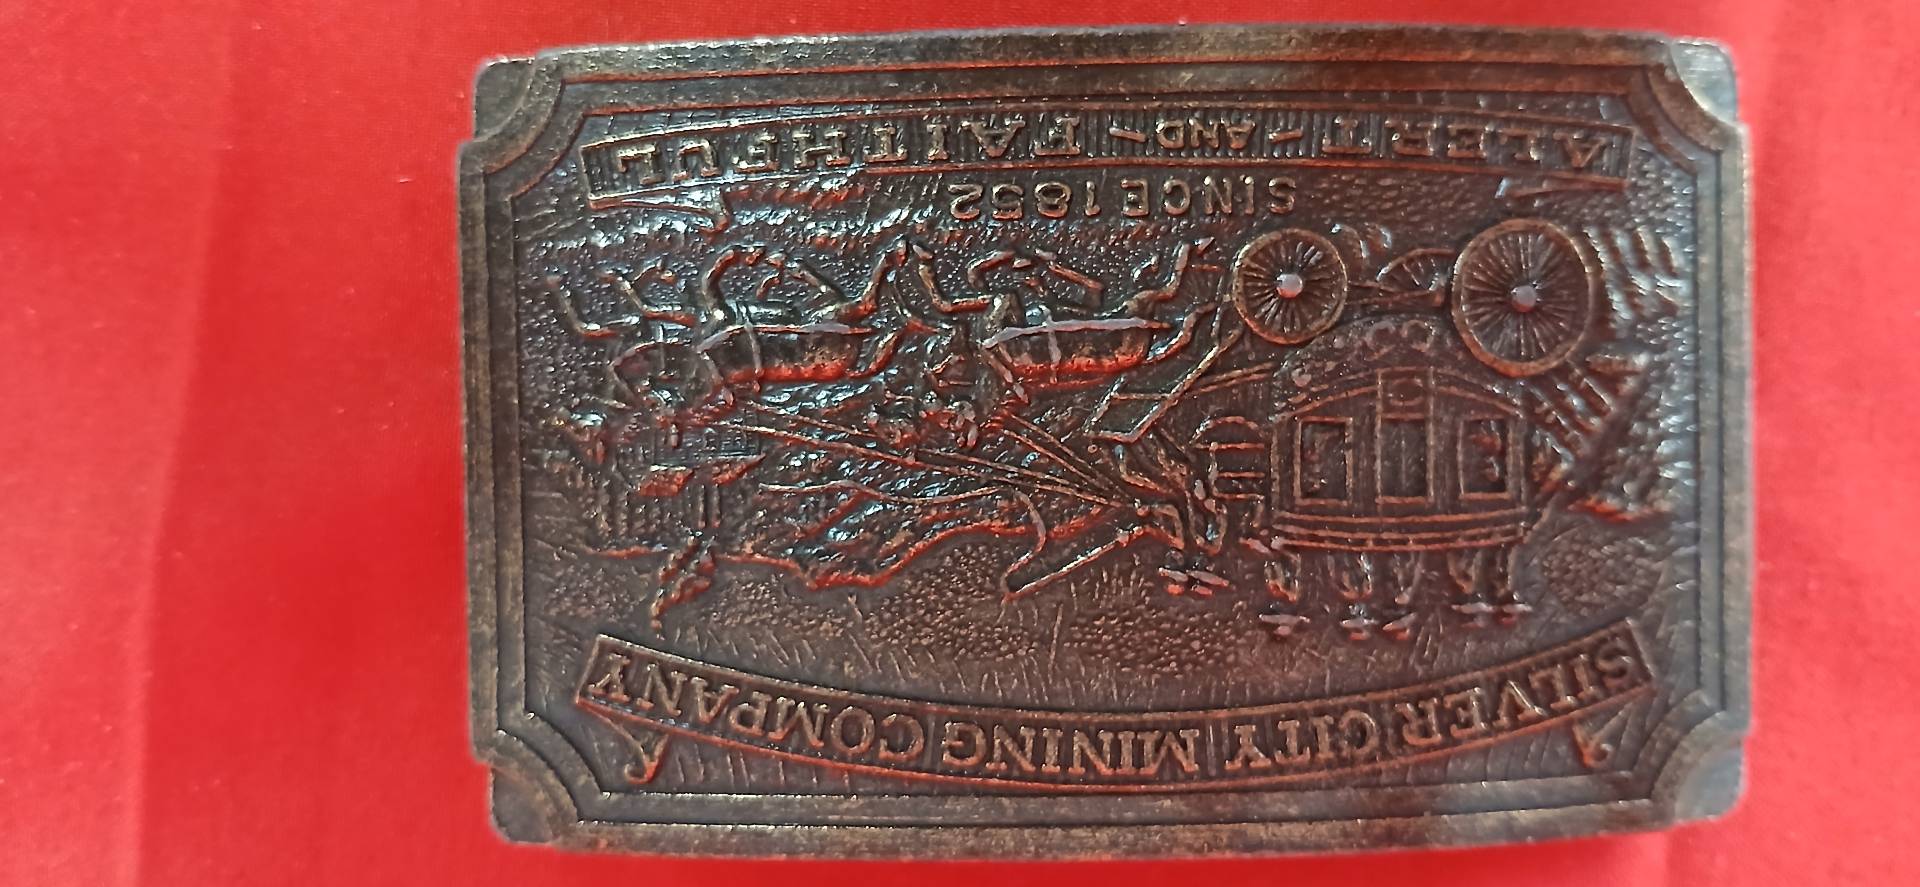 SILVER CITY MINING COMPANY
SINCE 1852
ALERT - AND - FAITHFUL